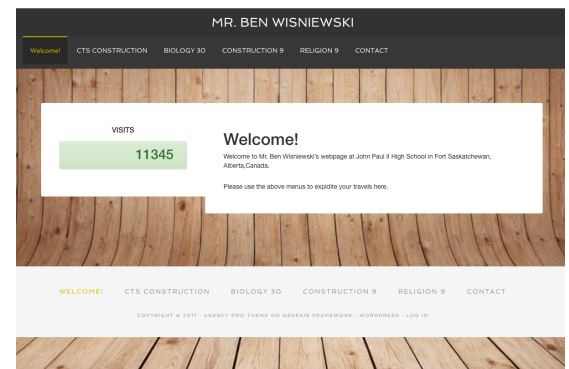 MR. BEN WISNIEWSKI
Welcome! CTS CONSTRUCTION BIOLOGY 30 CONSTRUCTION 9 RELIGION 9 CONTACT
VISITS
11345
Welcome!
Welcome to Mr. Ben Wisniewski's webpage at John Paul II High School in Fort Saskatchewan,
Alberta,Canada.
Please use the above menus to expidite your travels here.
WELCOME! CTS CONSTRUCTION BIOLOGY 30 CONSTRUCTION 9 RELIGION 9 CONTACT
COPYRIGHT © 2017 · AGENCY PRO THEME ON GENESIS FRAMEWORK · WORDPRESS · LOG IN